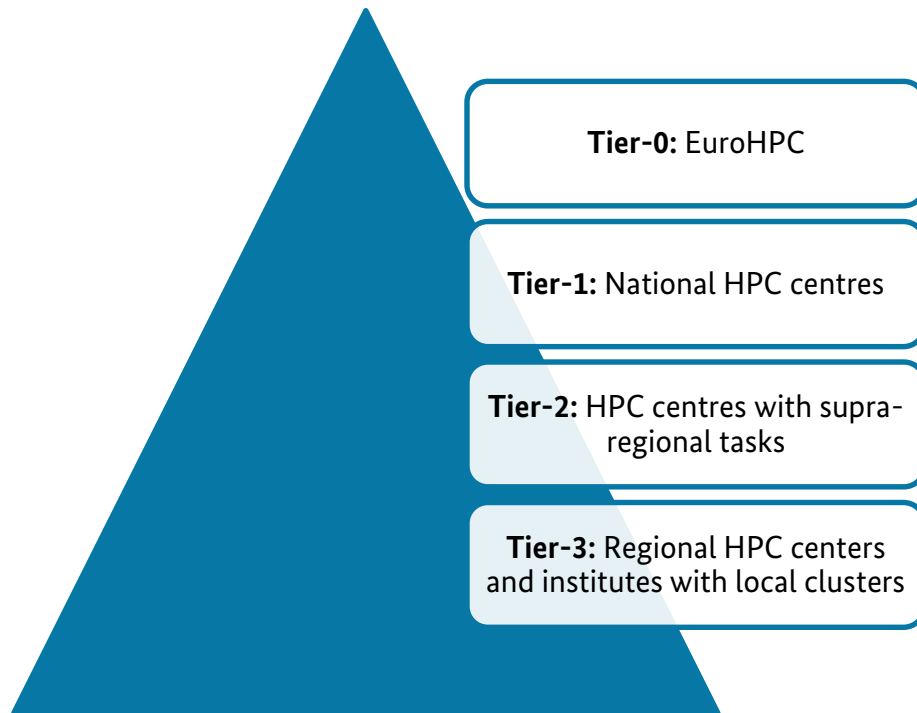 Tier-0: EuroHPC
Tier-1: National HPC centres
Tier-2: HPC centres with supra-
regional tasks
Tier-3: Regional HPC centers
and institutes with local clusters